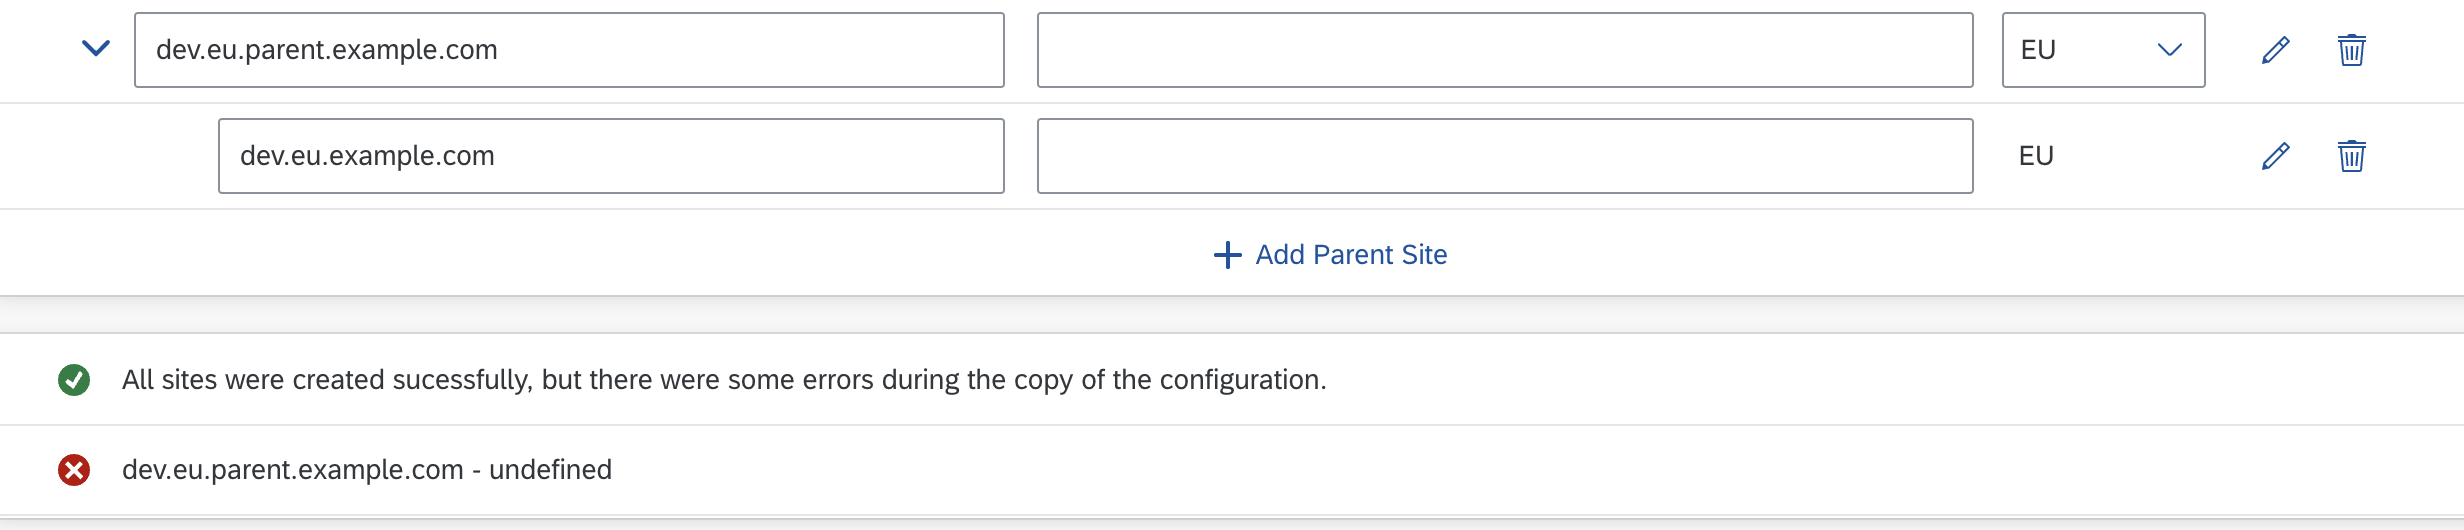 dev.eu.parent.example.com EU
dev.eu.example.com EU
Add Parent Site
All sites were created sucessfully, but there were some errors during the copy of the configuration.
dev.eu.parent.example.com - undefined